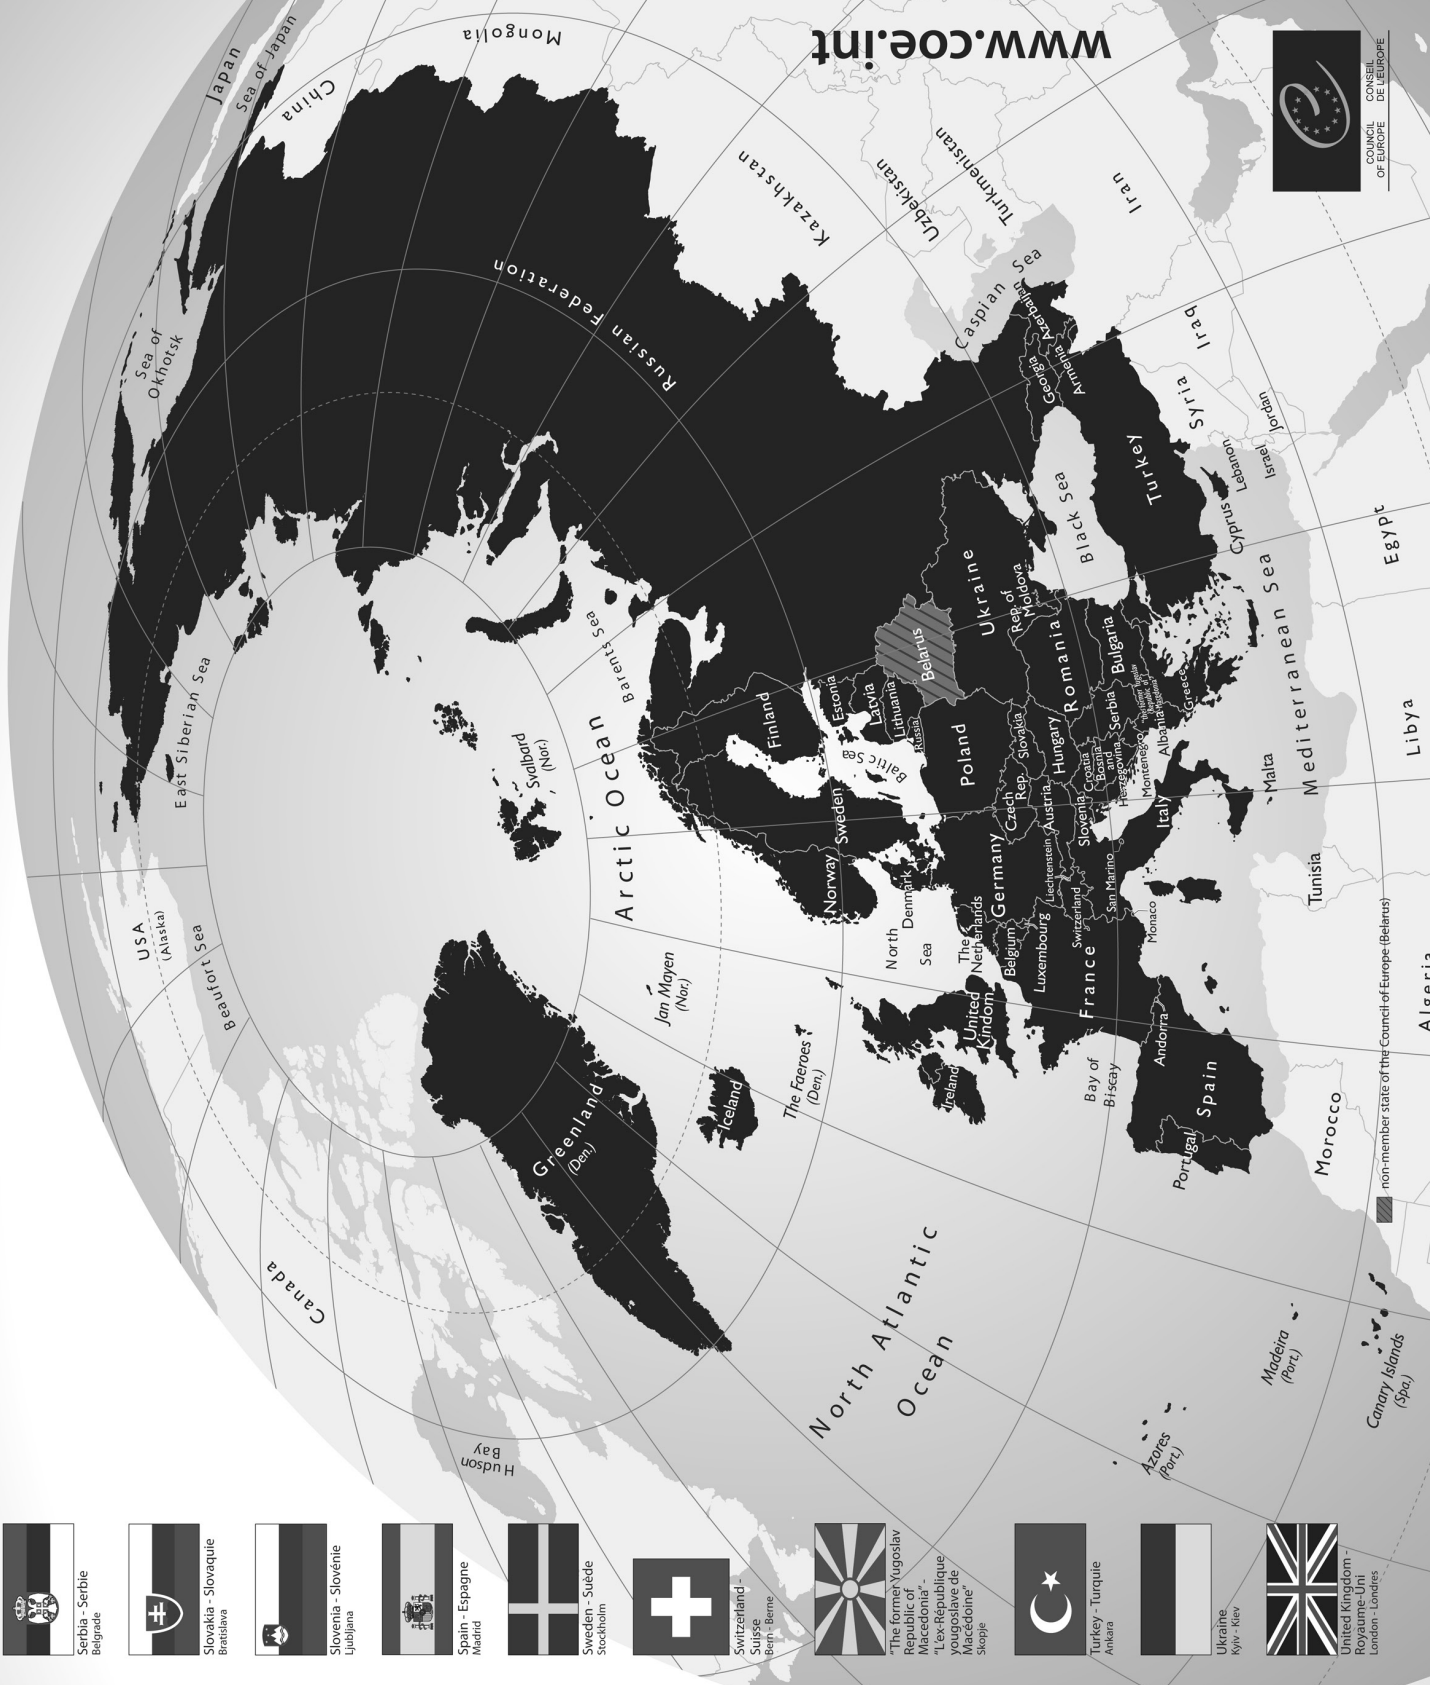 Serbia - Serbie
Belgrade
Slovakia - Slovaquie
Bratislava
Slovenia - Slovénie
Ljubljana
Spain - Espagne
Madrid
Sweden - Suède
Stockholm
Switzerland -
Suisse
Bern - Berne
"The former Yugoslav
Republic of
Macedonia" -
"L'ex-République
yougoslave de
Macédoine"
Skopje
Turkey - Turquie
Ankara
Ukraine
Kyiv - Kiev
United Kingdom -
Royaume-Uni
London - Londres
Hudson
Bay
Canada
North Atlantic
Ocean
Azores
(Port.)
Madeira
(Port.)
Canary Islands
(Spa.)
Beaufort Sea
USA
(Alaska)
Greenland
(Den.)
Iceland
Jan Mayen
(Nor.)
The Faeroes
(Den.)
Arctic Ocean
Svalbard
(Nor.)
East Siberian Sea
Barents Sea
Sea of
Okhotsk
Japan
Sea of Japan
China
Mongolia
Russian Federation
Kazakhstan
Uzbekistan
Turkmenistan
Iran
Iraq
Caspian Sea
Azerbaijan
Georgia
Armenia
Syria
Jordan
Lebanon
Israel
Turkey
Cyprus
Black Sea
Egypt
Ukraine
Rep. of
Moldova
Belarus
Romania
Bulgaria
Finland
Estonia
Latvia
Lithuania
Russia
Baltic Sea
Poland
Slovakia
Hungary
Serbia
"The former Yugoslav
Republic of
Macedonia"
Greece
Albania
Montenegro
Croatia
Bosnia
and
Herzegovina
Mediterranean Sea
Libya
Malta
Italy
Slovenia
Austria
Czech
Rep.
Sweden
Norway
Denmark
Germany
Liechtenstein
Switzerland
San Marino
Monaco
Tunisia
North
Sea
The
Netherlands
Belgium
Luxembourg
France
United
Kindom
Ireland
Bay of
Biscay
Andorra
Spain
Portugal
Morocco
Algeria
non-member state of the Council of Europe (Belarus)
www.coe.int
COUNCIL
OF EUROPE
CONSEIL
DE L'EUROPE